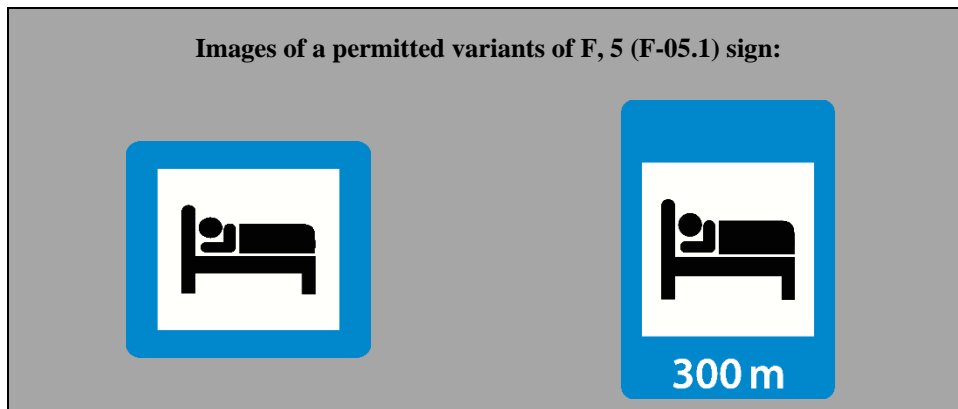 Images of a permitted variants of F, 5 (F-05.1) sign:
300 m